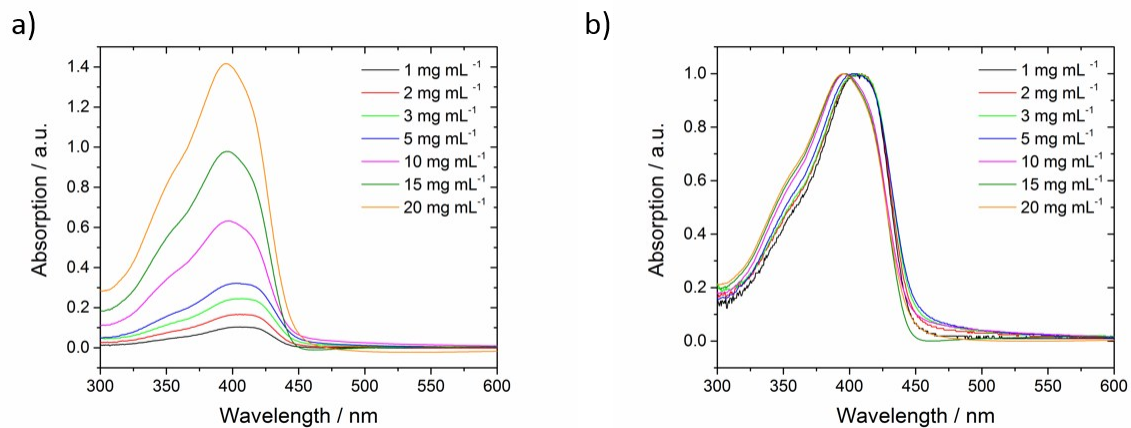 a)
1.4
1.2
1.0
0.8
0.6
0.4
0.2
0.0
Absorption / a.u.
300 350 400 450 500 550 600
Wavelength / nm
1 mg mL⁻¹
2 mg mL⁻¹
3 mg mL⁻¹
5 mg mL⁻¹
10 mg mL⁻¹
15 mg mL⁻¹
20 mg mL⁻¹
b)
1.0
0.8
0.6
0.4
0.2
0.0
Absorption / a.u.
300 350 400 450 500 550 600
Wavelength / nm
1 mg mL⁻¹
2 mg mL⁻¹
3 mg mL⁻¹
5 mg mL⁻¹
10 mg mL⁻¹
15 mg mL⁻¹
20 mg mL⁻¹